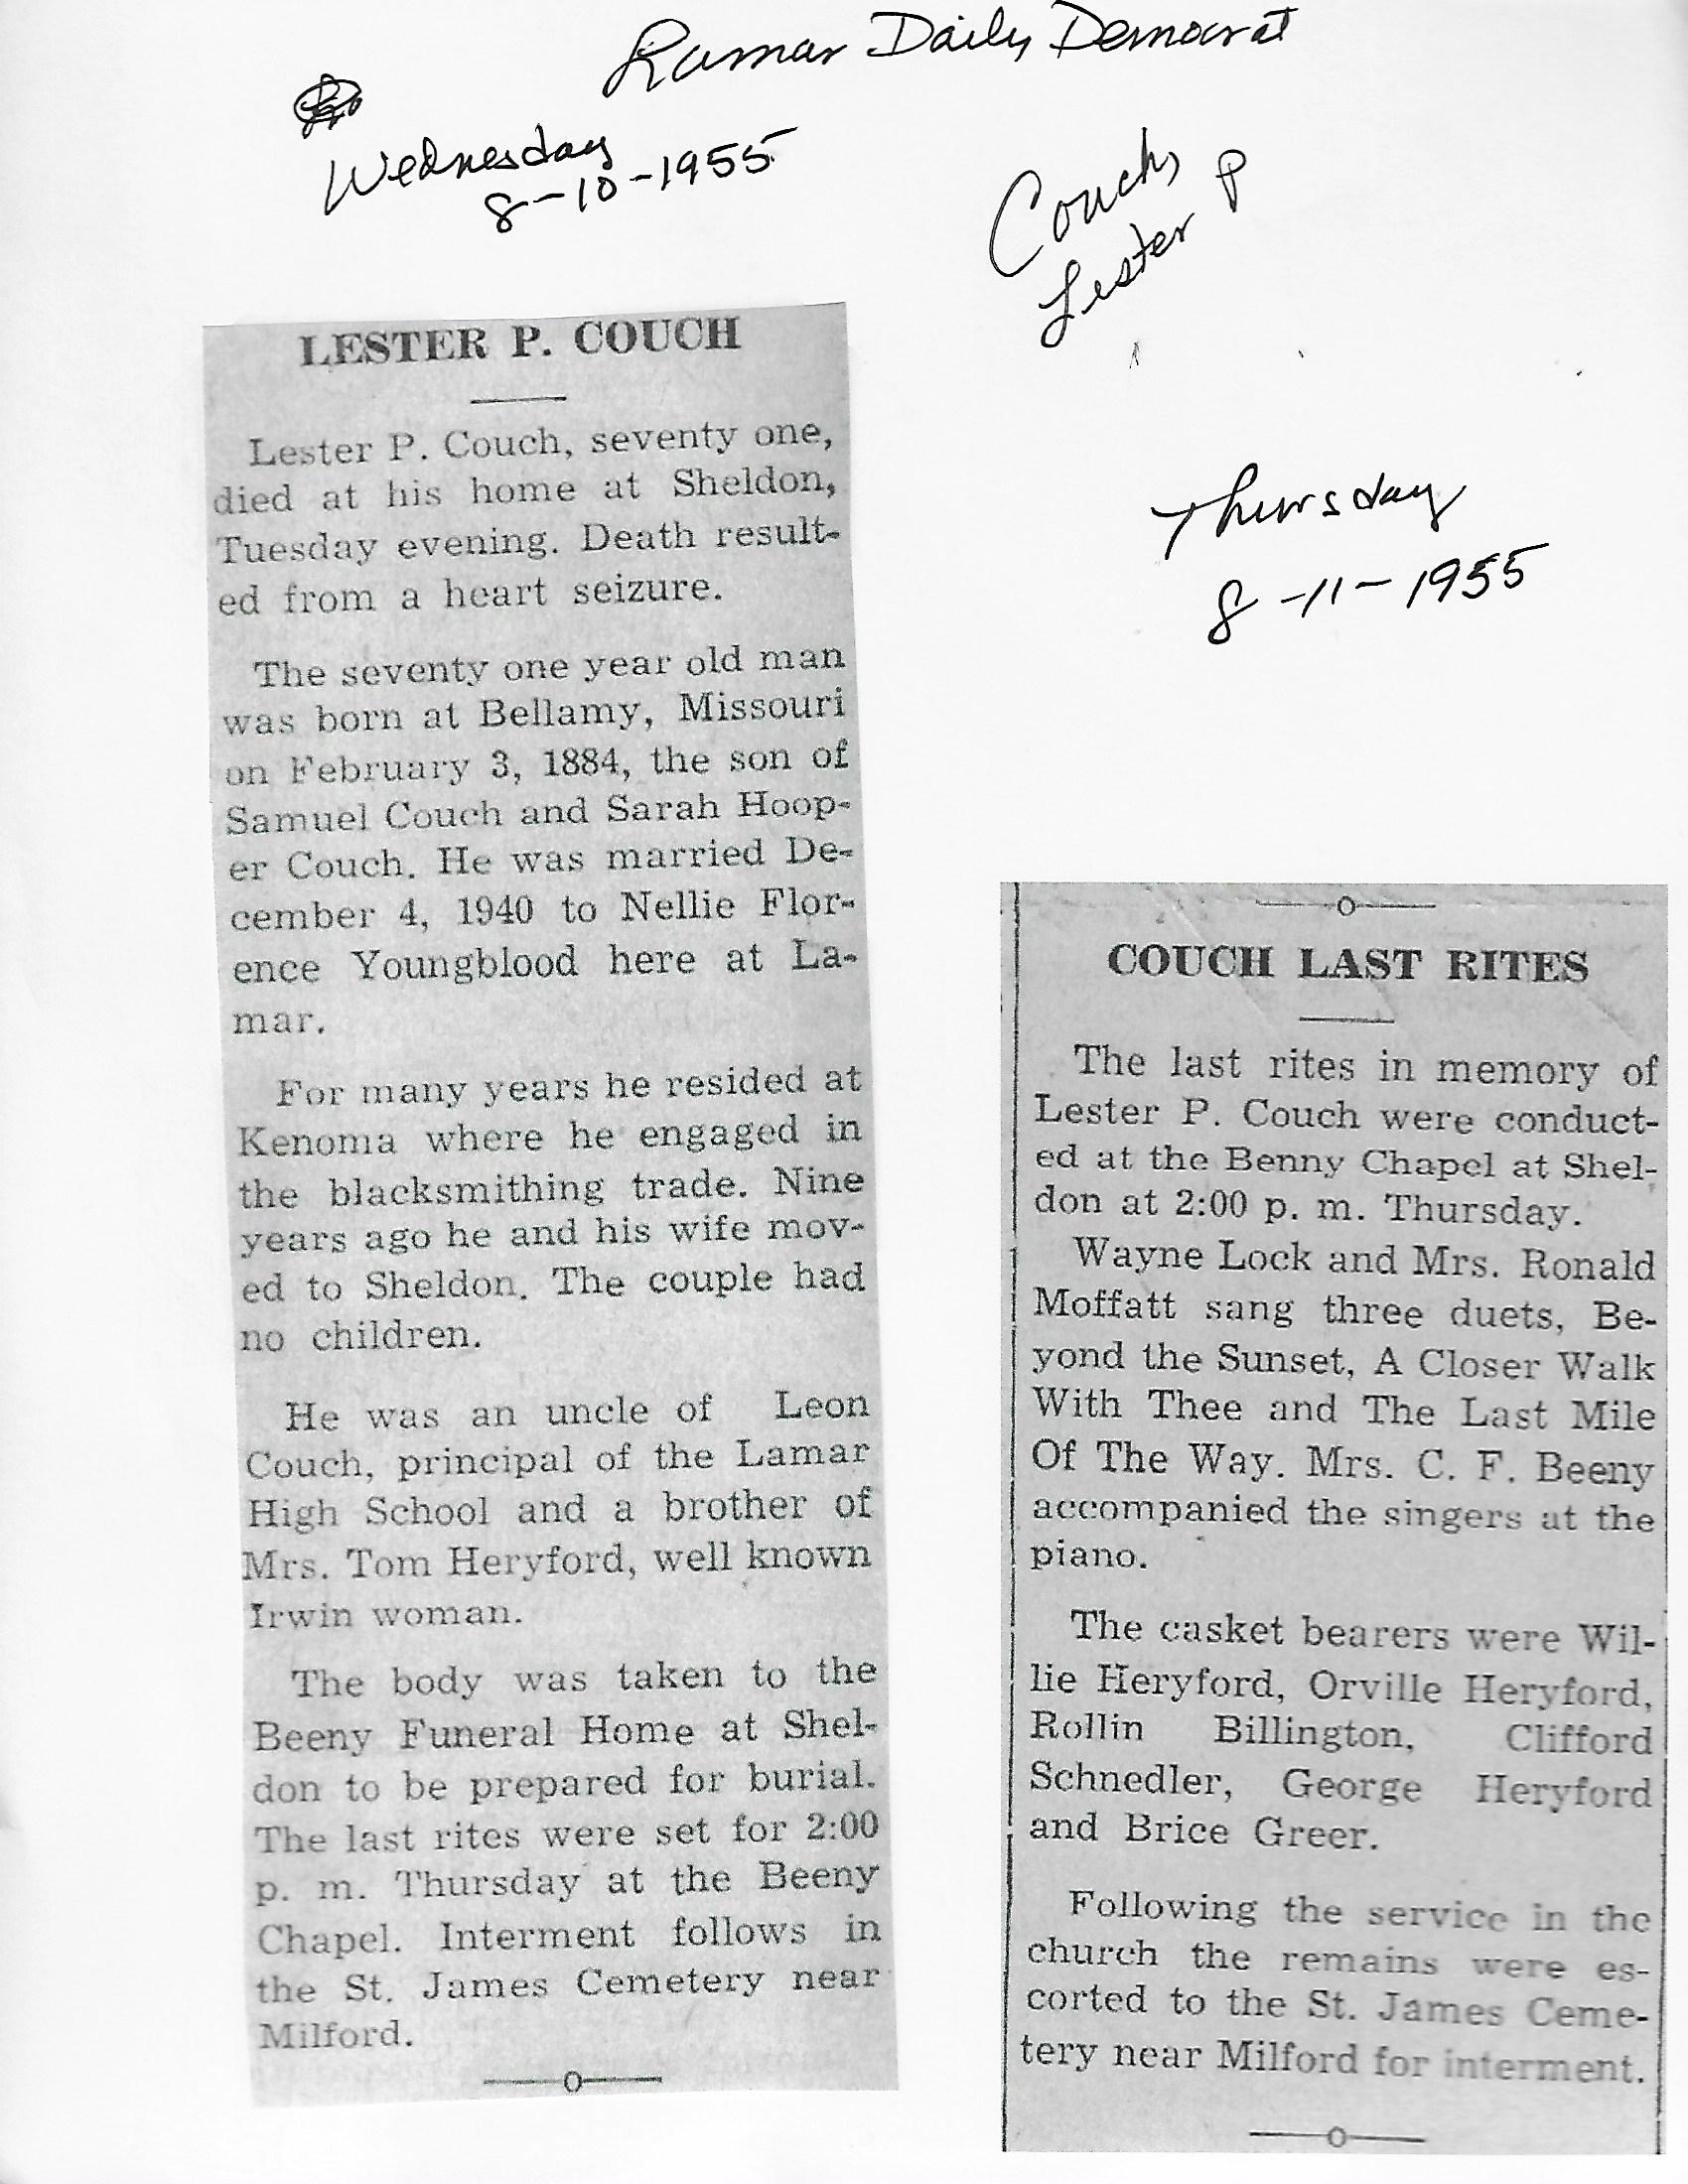 Lamar Daily Democrat
Wednesday
8-10-1955
Couch,
Lester P
LESTER P. COUCH
Lester P. Couch, seventy one,
died at his home at Sheldon,
Tuesday evening. Death result-
ed from a heart seizure.
The seventy one year old man
was born at Bellamy, Missouri
on February 3, 1884, the son of
Samuel Couch and Sarah Hoop-
er Couch. He was married De-
cember 4, 1940 to Nellie Flor-
ence Youngblood here at La-
mar.
For many years he resided at
Kenoma where he engaged in
the blacksmithing trade. Nine
years ago he and his wife mov-
ed to Sheldon. The couple had
no children.
He was an uncle of Leon
Couch, principal of the Lamar
High School and a brother of
Mrs. Tom Heryford, well known
Irwin woman.
The body was taken to the
Beeny Funeral Home at Shel-
don to be prepared for burial.
The last rites were set for 2:00
p. m. Thursday at the Beeny
Chapel. Interment follows in
the St. James Cemetery near
Milford.
Thursday
8-11-1955
COUCH LAST RITES
The last rites in memory of
Lester P. Couch were conduct-
ed at the Benny Chapel at Shel-
don at 2:00 p. m. Thursday.
Wayne Lock and Mrs. Ronald
Moffatt sang three duets, Be-
yond the Sunset, A Closer Walk
With Thee and The Last Mile
Of The Way. Mrs. C. F. Beeny
accompanied the singers at the
piano.
The casket bearers were Wil-
lie Heryford, Orville Heryford,
Rollin Billington, Clifford
Schnedler, George Heryford
and Brice Greer.
Following the service in the
church the remains were es-
corted to the St. James Ceme-
tery near Milford for interment.